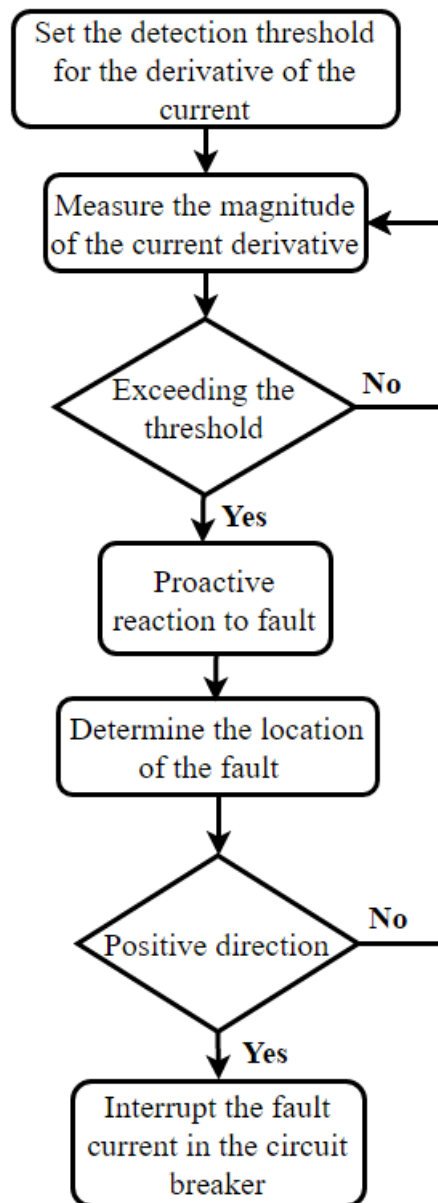 Set the detection threshold
for the derivative of the
current
Measure the magnitude
of the current derivative
Exceeding the
threshold
No
Yes
Proactive
reaction to fault
Determine the location
of the fault
Positive direction
No
Yes
Interrupt the fault
current in the circuit
breaker